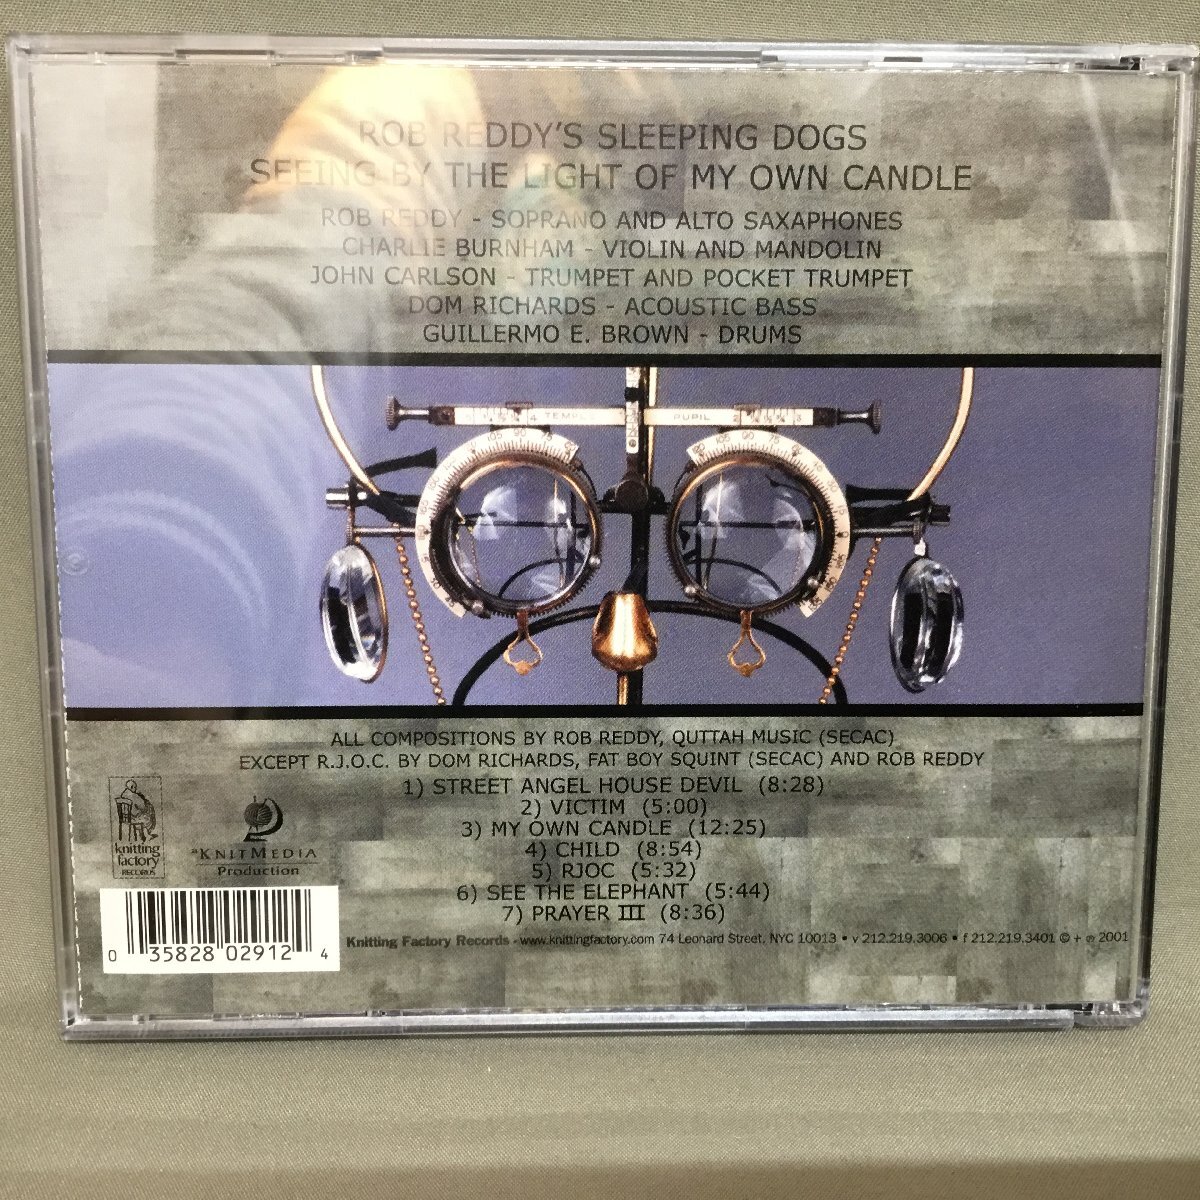 ROB REDDY'S SLEEPING DOGS
SEEING BY THE LIGHT OF MY OWN CANDLE
ROB REDDY - SOPRANO AND ALTO SAXAPHONES
CHARLIE BURNHAM - VIOLIN AND MANDOLIN
JOHN CARLSON - TRUMPET AND POCKET TRUMPET
DOM RICHARDS - ACOUSTIC BASS
GUILLERMO E. BROWN - DRUMS
TEMPLE PUPIL
ALL COMPOSITIONS BY ROB REDDY, QUTTAH MUSIC (SECAC)
EXCEPT R.J.O.C. BY DOM RICHARDS, FAT BOY SQUINT (SECAC) AND ROB REDDY
1) STREET ANGEL HOUSE DEVIL (8:28)
2) VICTIM (5:00)
3) MY OWN CANDLE (12:25)
4) CHILD (8:54)
5) RJOC (5:32)
6) SEE THE ELEPHANT (5:44)
7) PRAYER III (8:36)
knitting
factory
RECORDS
a KNITMEDIA
Production
0 35828 02912 4
Knitting Factory Records - www.knittingfactory.com 74 Leonard Street, NYC 10013 • v 212.219.3006 • f 212.219.3401 © + ℗ 2001